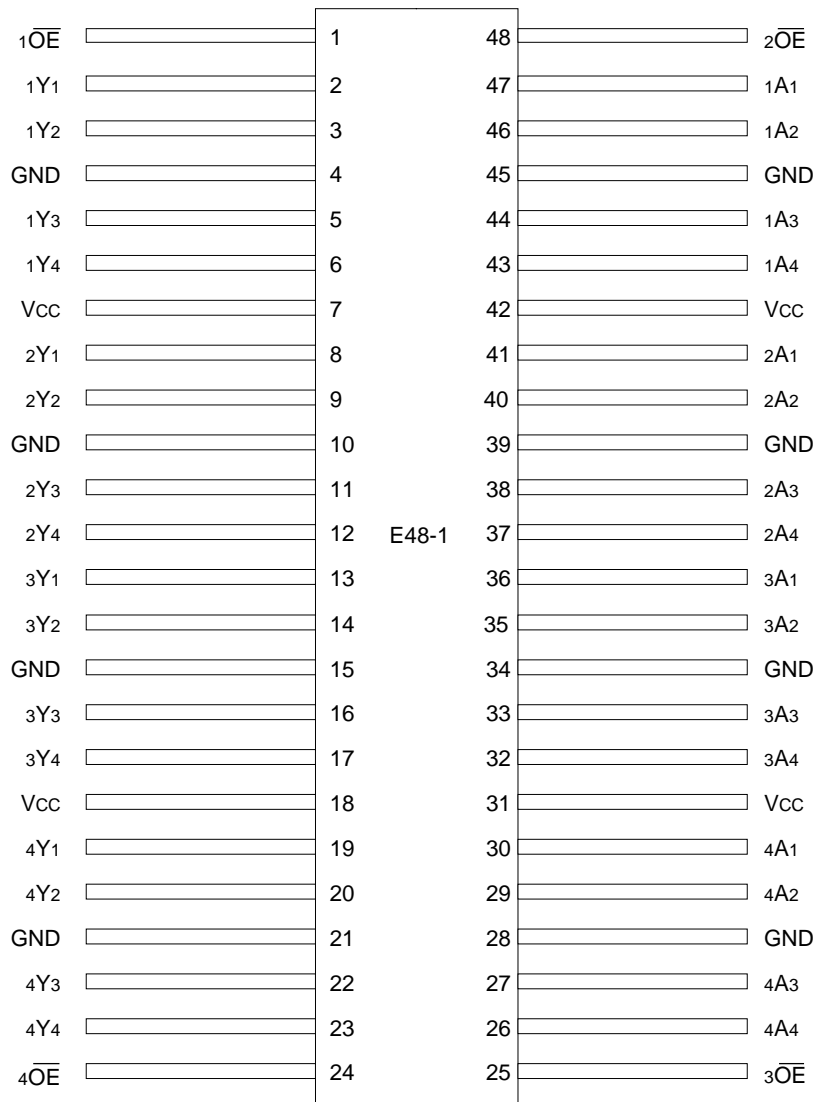 1O̅E̅ 1 48 2O̅E̅
1Y1 2 47 1A1
1Y2 3 46 1A2
GND 4 45 GND
1Y3 5 44 1A3
1Y4 6 43 1A4
VCC 7 42 VCC
2Y1 8 41 2A1
2Y2 9 40 2A2
GND 10 39 GND
2Y3 11 38 2A3
2Y4 12 E48-1 37 2A4
3Y1 13 36 3A1
3Y2 14 35 3A2
GND 15 34 GND
3Y3 16 33 3A3
3Y4 17 32 3A4
VCC 18 31 VCC
4Y1 19 30 4A1
4Y2 20 29 4A2
GND 21 28 GND
4Y3 22 27 4A3
4Y4 23 26 4A4
4O̅E̅ 24 25 3O̅E̅